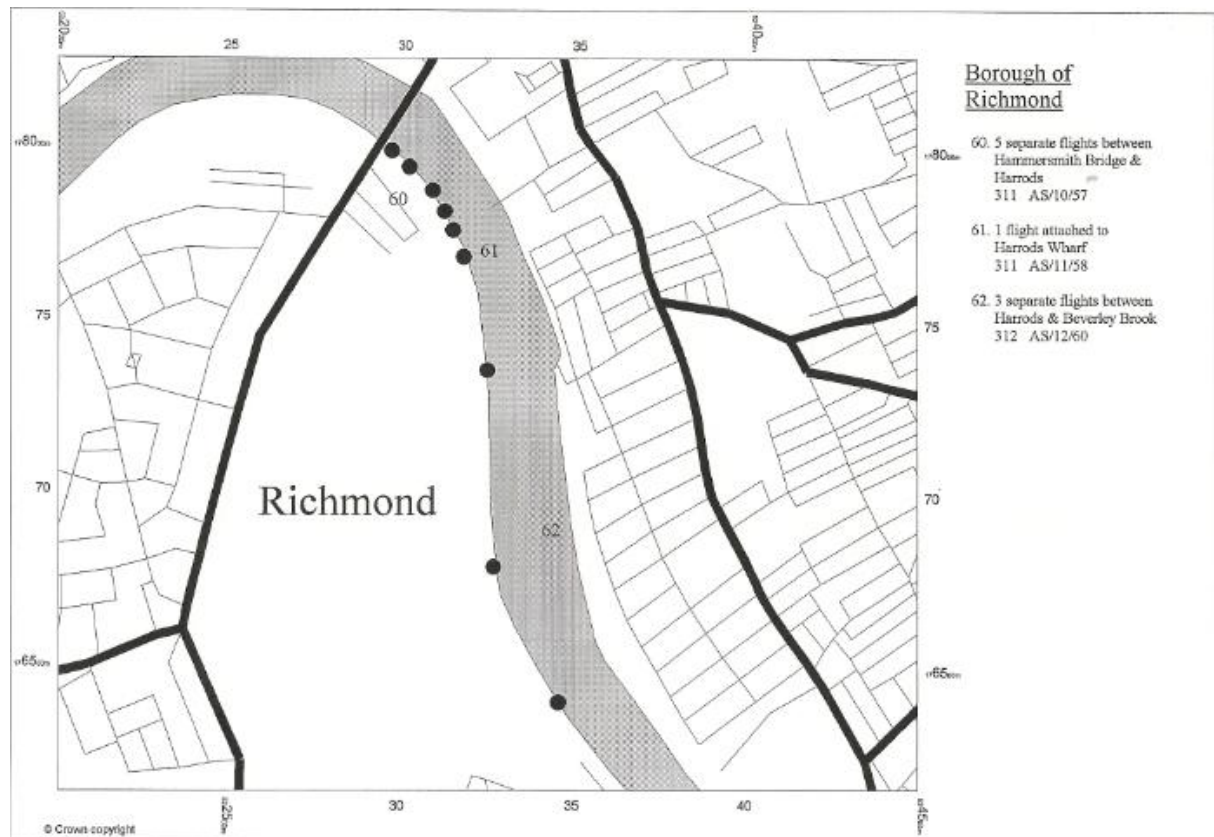 25
30
35
Borough of
Richmond
60. 5 separate flights between
Hammersmith Bridge &
Harrods
311 AS/10/57
61. 1 flight attached to
Harrods Wharf
311 AS/11/58
62. 3 separate flights between
Harrods & Beverley Brook
312 AS/12/60
60
61
75
75
70
Richmond
70
62
30
35
40
© Crown copyright